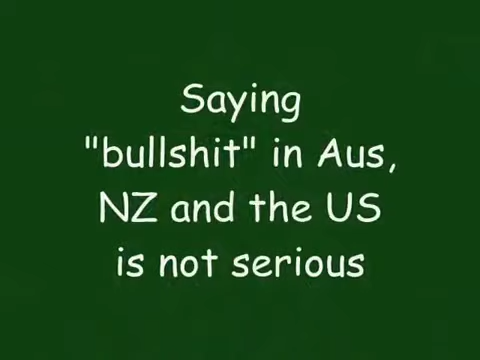 Saying
"bullshit" in Aus,
NZ and the US
is not serious